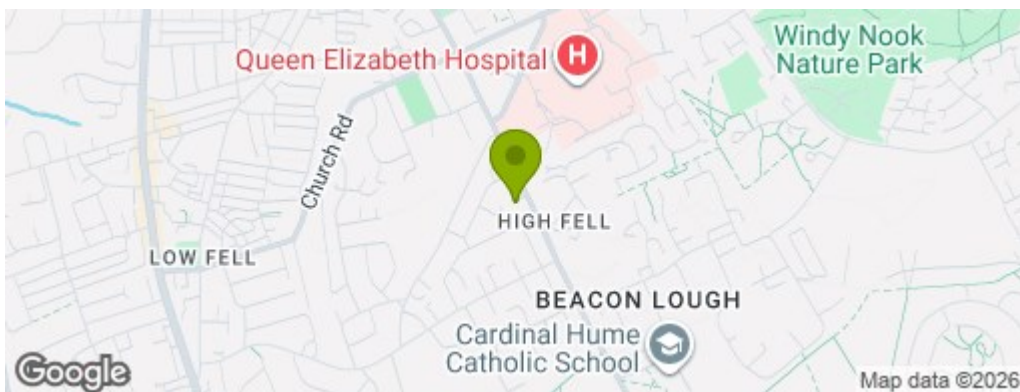 Queen Elizabeth Hospital
H
Windy Nook
Nature Park
Church Rd
HIGH FELL
LOW FELL
BEACON LOUGH
Cardinal Hume
Catholic School
Google
Map data ©2026